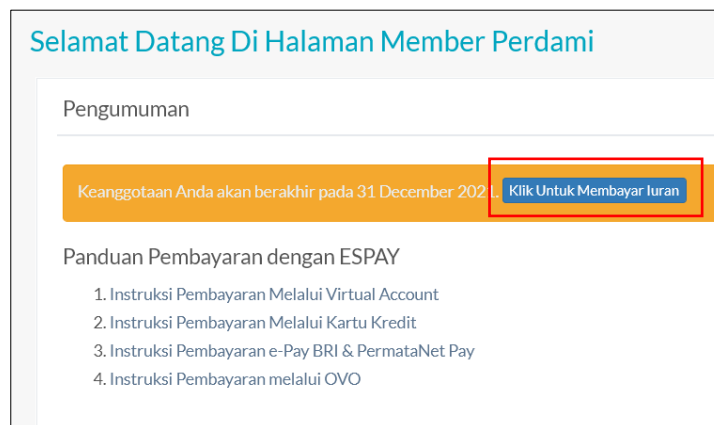 Selamat Datang Di Halaman Member Perdami
Pengumuman
Keanggotaan Anda akan berakhir pada 31 December 2021. Klik Untuk Membayar Iuran
Panduan Pembayaran dengan ESPAY
1. Instruksi Pembayaran Melalui Virtual Account
2. Instruksi Pembayaran Melalui Kartu Kredit
3. Instruksi Pembayaran e-Pay BRI & PermataNet Pay
4. Instruksi Pembayaran melalui OVO